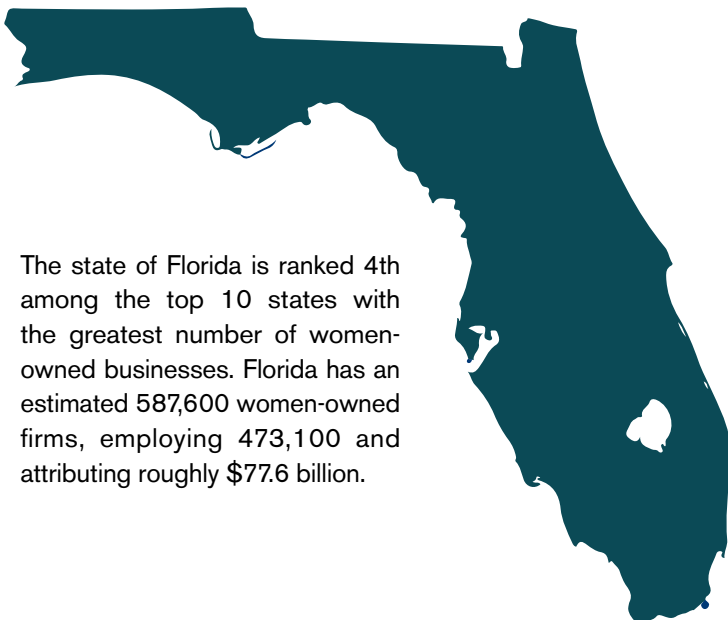 The state of Florida is ranked 4th
among the top 10 states with
the greatest number of women-
owned businesses. Florida has an
estimated 587,600 women-owned
firms, employing 473,100 and
attributing roughly $77.6 billion.